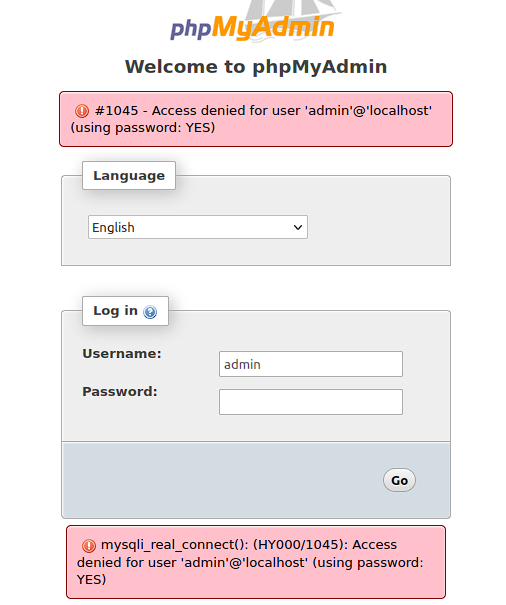 phpMyAdmin
Welcome to phpMyAdmin
#1045 - Access denied for user 'admin'@'localhost'
(using password: YES)
Language
English
Log in
Username:
admin
Password:
Go
mysqli_real_connect(): (HY000/1045): Access
denied for user 'admin'@'localhost' (using password:
YES)